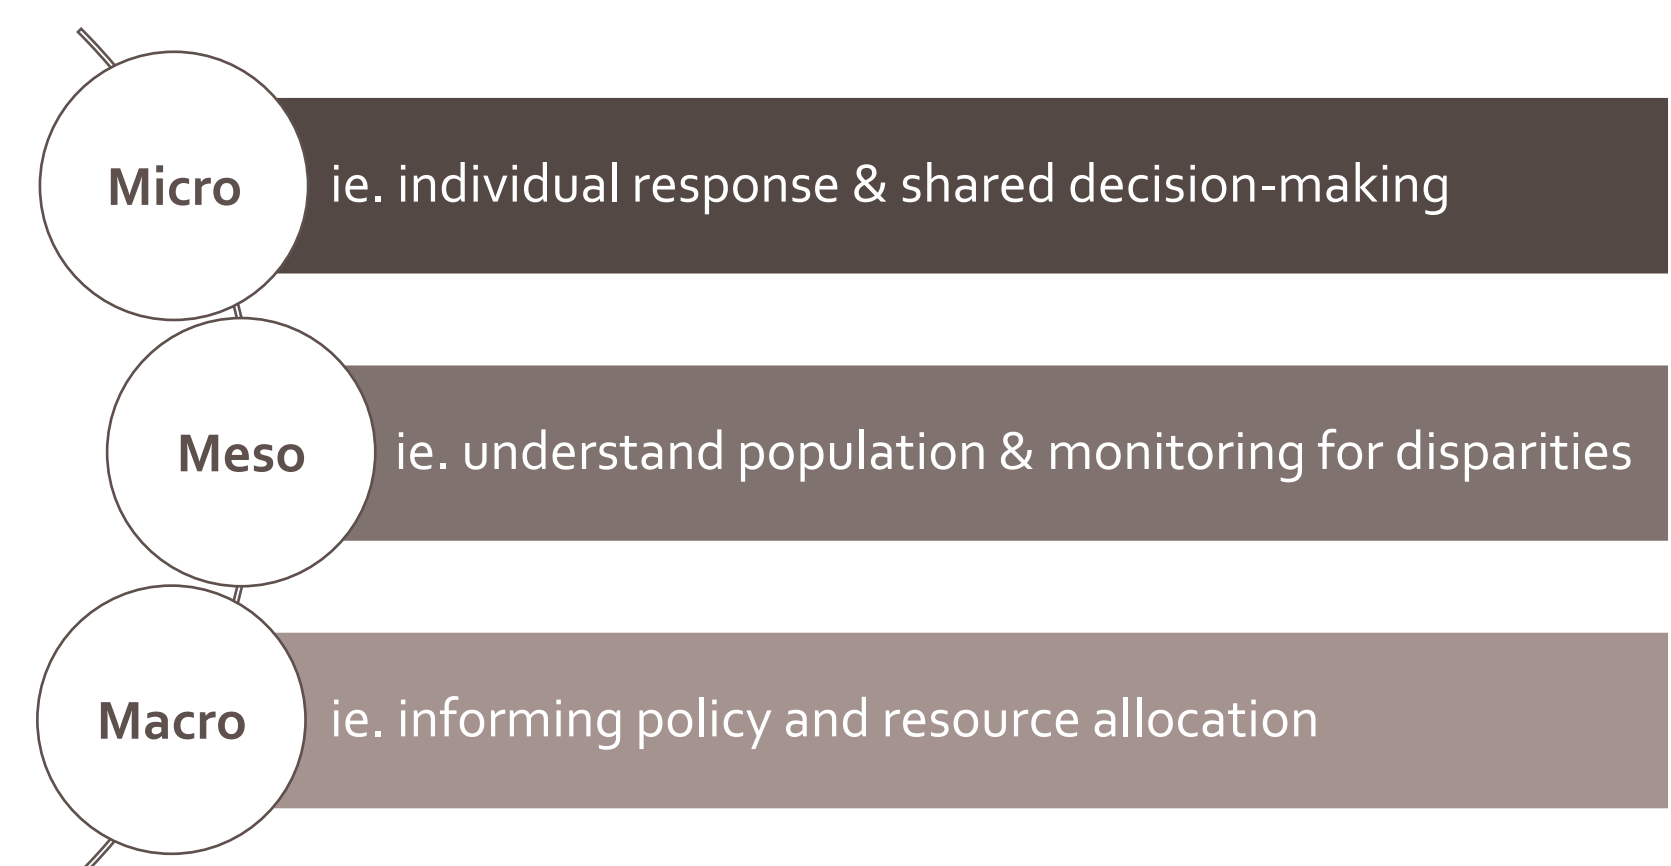 Micro
ie. individual response & shared decision-making
Meso
ie. understand population & monitoring for disparities
Macro
ie. informing policy and resource allocation